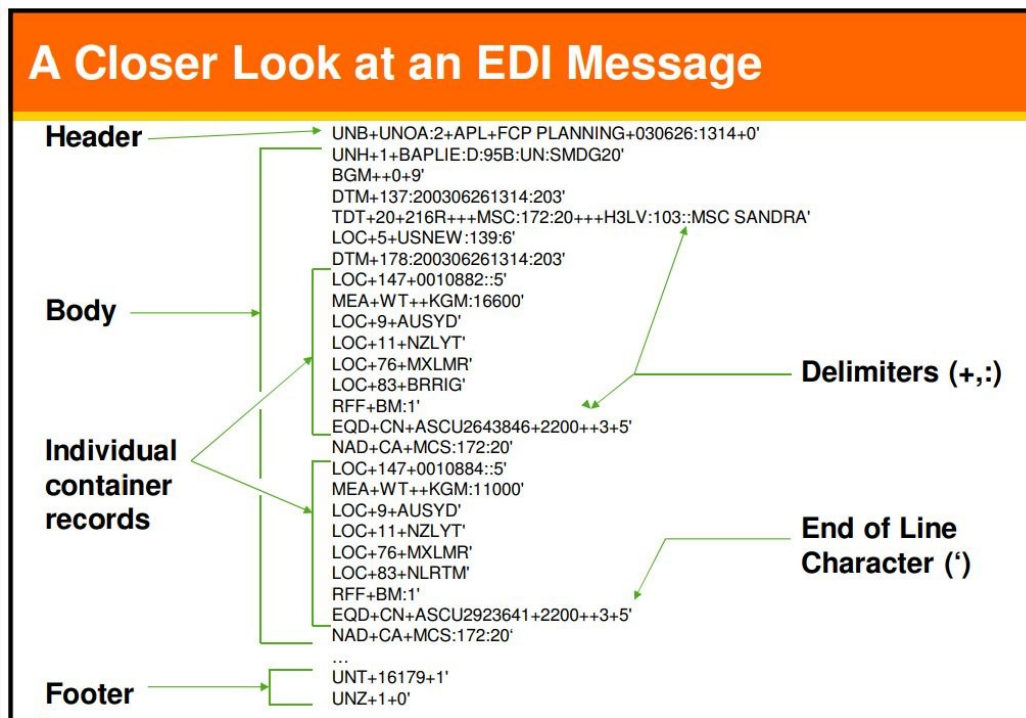 A Closer Look at an EDI Message
Header
UNB+UNOA:2+APL+FCP PLANNING+030626:1314+0'
UNH+1+BAPLIE:D:95B:UN:SMDG20'
BGM++0+9'
DTM+137:200306261314:203'
TDT+20+216R+++MSC:172:20+++H3LV:103::MSC SANDRA'
LOC+5+USNEW:139:6'
DTM+178:200306261314:203'
Body
LOC+147+0010882::5'
MEA+WT++KGM:16600'
LOC+9+AUSYD'
LOC+11+NZLYT'
LOC+76+MXLMR'
LOC+83+BRRIG'
RFF+BM:1'
EQD+CN+ASCU2643846+2200++3+5'
Delimiters (+,:)
NAD+CA+MCS:172:20'
Individual
container
records
LOC+147+0010884::5'
MEA+WT++KGM:11000'
LOC+9+AUSYD'
LOC+11+NZLYT
LOC+76+MXLMR'
LOC+83+NLRTM'
RFF+BM:1'
EQD+CN+ASCU2923641+2200++3+5'
End of Line
Character (‘)
NAD+CA+MCS:172:20‘
…
Footer
UNT+16179+1'
UNZ+1+0'